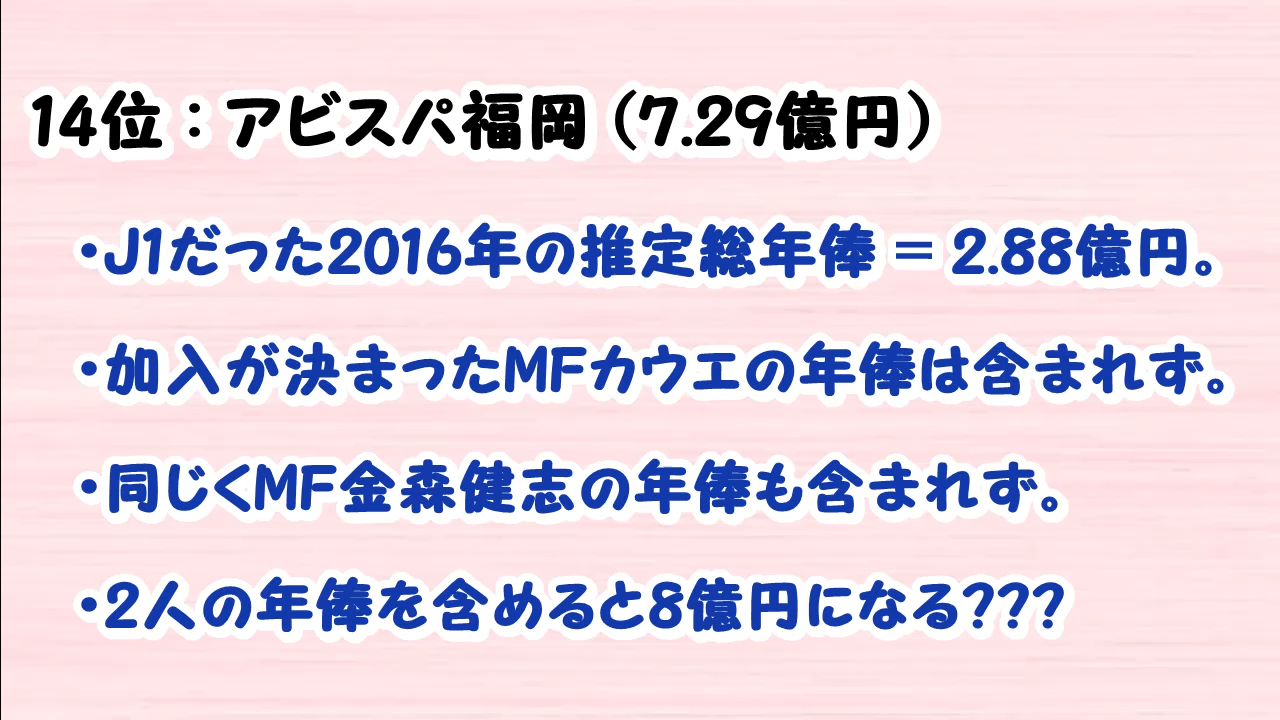 14位：アビスパ福岡（7.29億円）
・J1だった2016年の推定総年俸＝2.88億円。
・加入が決まったMFカウエの年俸は含まれず。
・同じくMF金森健志の年俸も含まれず。
・2人の年俸を含めると8億円になる???